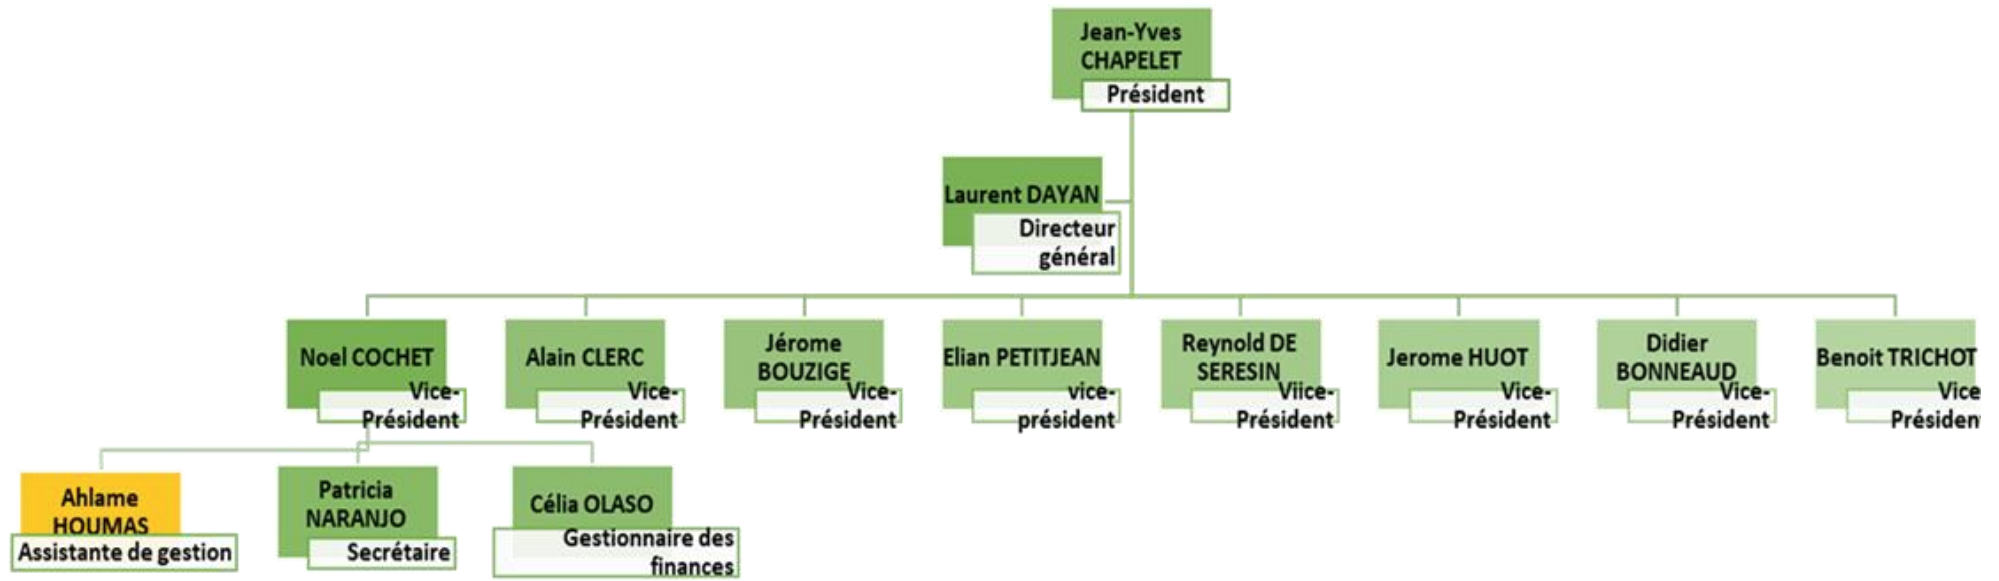 Jean-Yves
CHAPELET
Président
Laurent DAYAN
Directeur
général
Noel COCHET
Vice-
Président
Alain CLERC
Vice-
Président
Jérome
BOUZIGE
Vice-
Président
Elian PETITJEAN
vice-
président
Reynold DE
SERESIN
Viice-
Président
Jerome HUOT
Vice-
Président
Didier
BONNEAUD
Vice-
Président
Benoit TRICHOT
Vice
Présiden
Ahlame
HOUMAS
Assistante de gestion
Patricia
NARANJO
Secrétaire
Célia OLASO
Gestionnaire des
finances